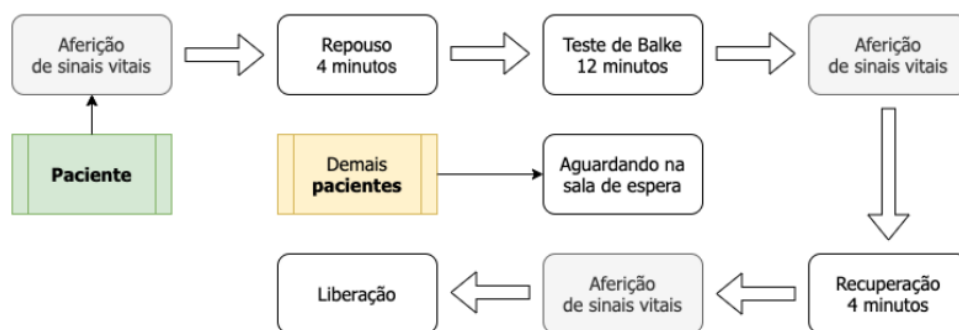 Aferição
de sinais vitais
Repouso
4 minutos
Teste de Balke
12 minutos
Aferição
de sinais vitais
Paciente
Demais
pacientes
Aguardando na
sala de espera
Liberação
Aferição
de sinais vitais
Recuperação
4 minutos